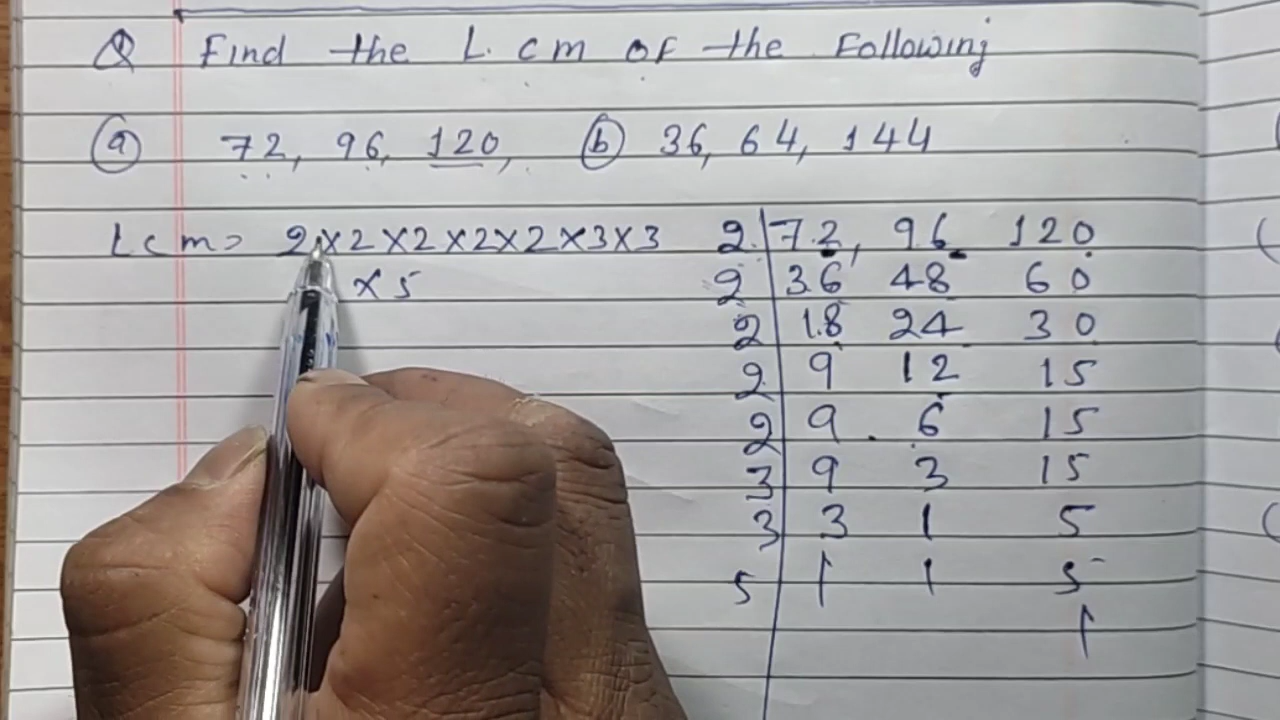 Q Find the L.cm of the Following
(a) 72, 96, 120, (b) 36, 64, 144
Lcm = 2×2×2×2×2×3×3
×5
2 72, 96 120
2 36 48 60
2 18 24 30
2 9 12 15
2 9 6 15
3 9 3 15
3 3 1 5
5 1 1 5
1